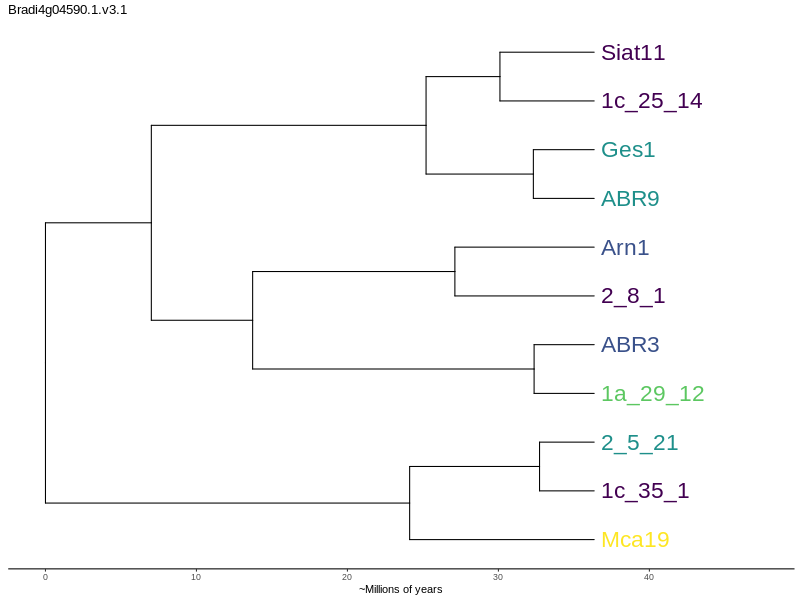 Bradi4g04590.1.v3.1
Siat11
1c_25_14
Ges1
ABR9
Arn1
2_8_1
ABR3
1a_29_12
2_5_21
1c_35_1
Mca19
0 10 20 30 40
~Millions of years